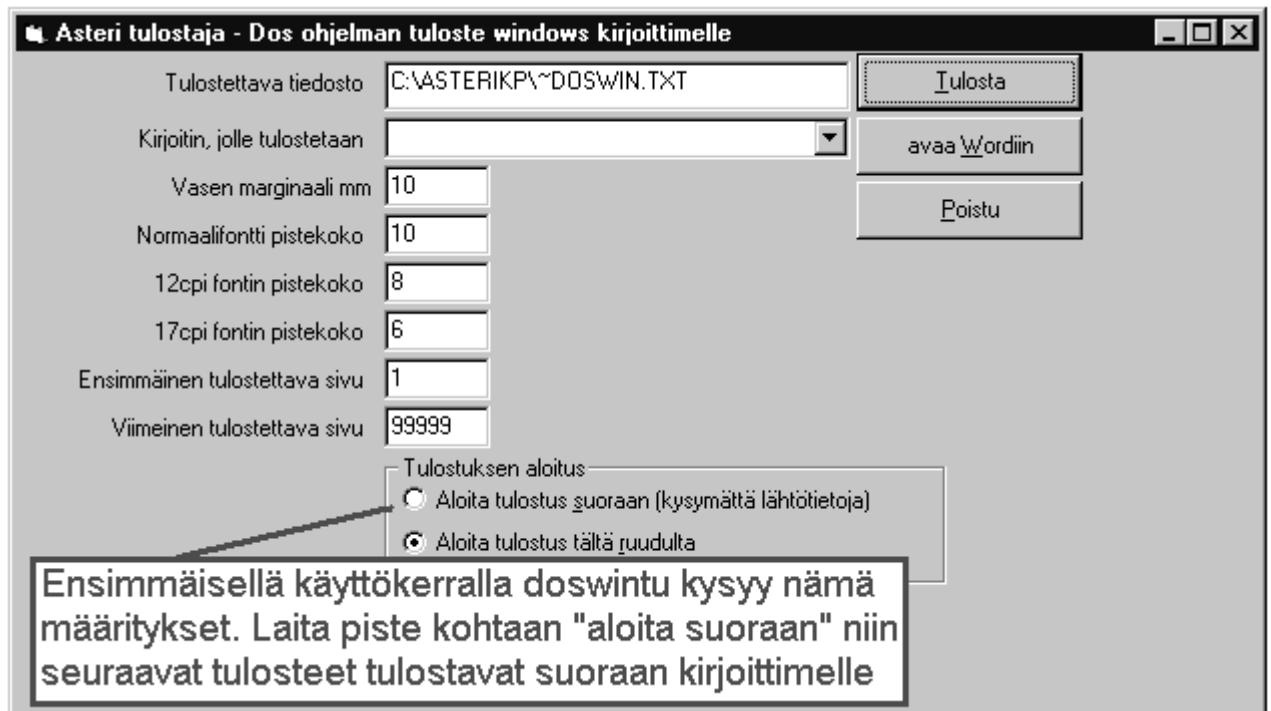 Asteri tulostaja - Dos ohjelman tuloste windows kirjoittimelle
Tulostettava tiedosto C:\ASTERIKP\~DOSWIN.TXT Tulosta
Kirjoitin, jolle tulostetaan avaa Wordiin
Vasen marginaali mm 10
Poistu
Normaalifontti pistekoko 10
12cpi fontin pistekoko 8
17cpi fontin pistekoko 6
Ensimmäinen tulostettava sivu 1
Viimeinen tulostettava sivu 99999
Tulostuksen aloitus
Aloita tulostus suoraan (kysymättä lähtötietoja)
Aloita tulostus tältä ruudulta
Ensimmäisellä käyttökerralla doswintu kysyy nämä
määritykset. Laita piste kohtaan "aloita suoraan" niin
seuraavat tulosteet tulostavat suoraan kirjoittimelle